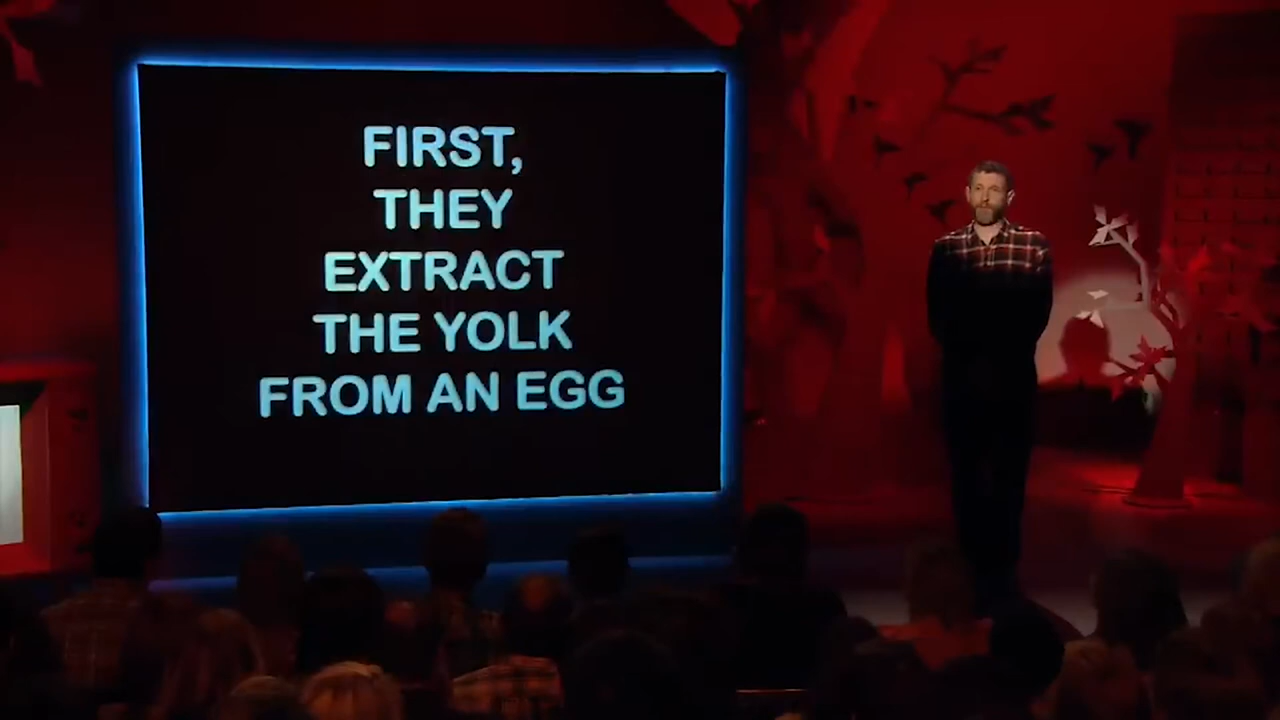 FIRST,
THEY
EXTRACT
THE YOLK
FROM AN EGG